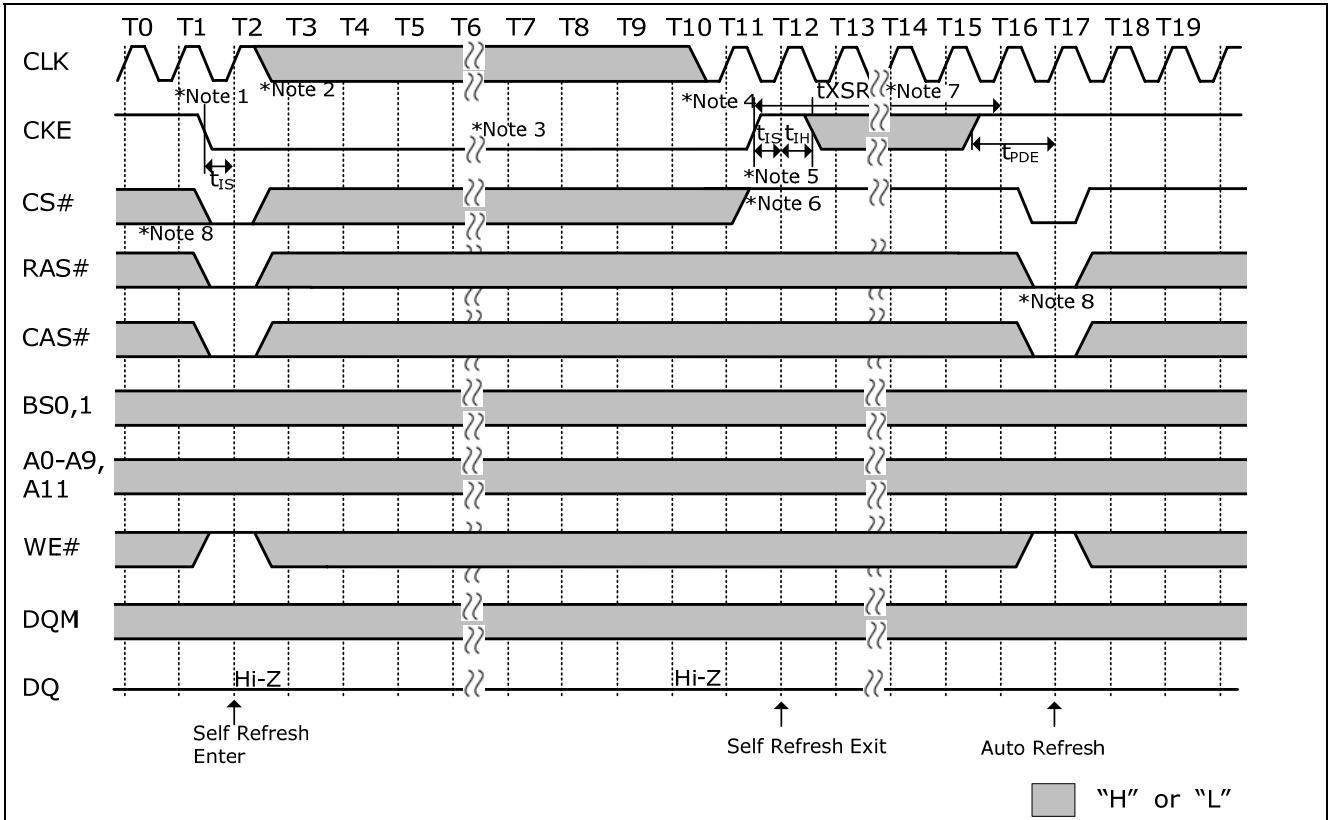 T0 T1 T2 T3 T4 T5 T6 T7 T8 T9 T10 T11 T12 T13 T14 T15 T16 T17 T18 T19
CLK
*Note 1 *Note 2 *Note 4 tXSR *Note 7
CKE *Note 3 tIS tIH
tIS tPDE
*Note 5
CS# *Note 6
*Note 8
RAS#
*Note 8
CAS#
BS0,1
A0-A9,
A11
WE#
DQM
DQ Hi-Z Hi-Z
Self Refresh
Enter
Self Refresh Exit
Auto Refresh
"H" or "L"